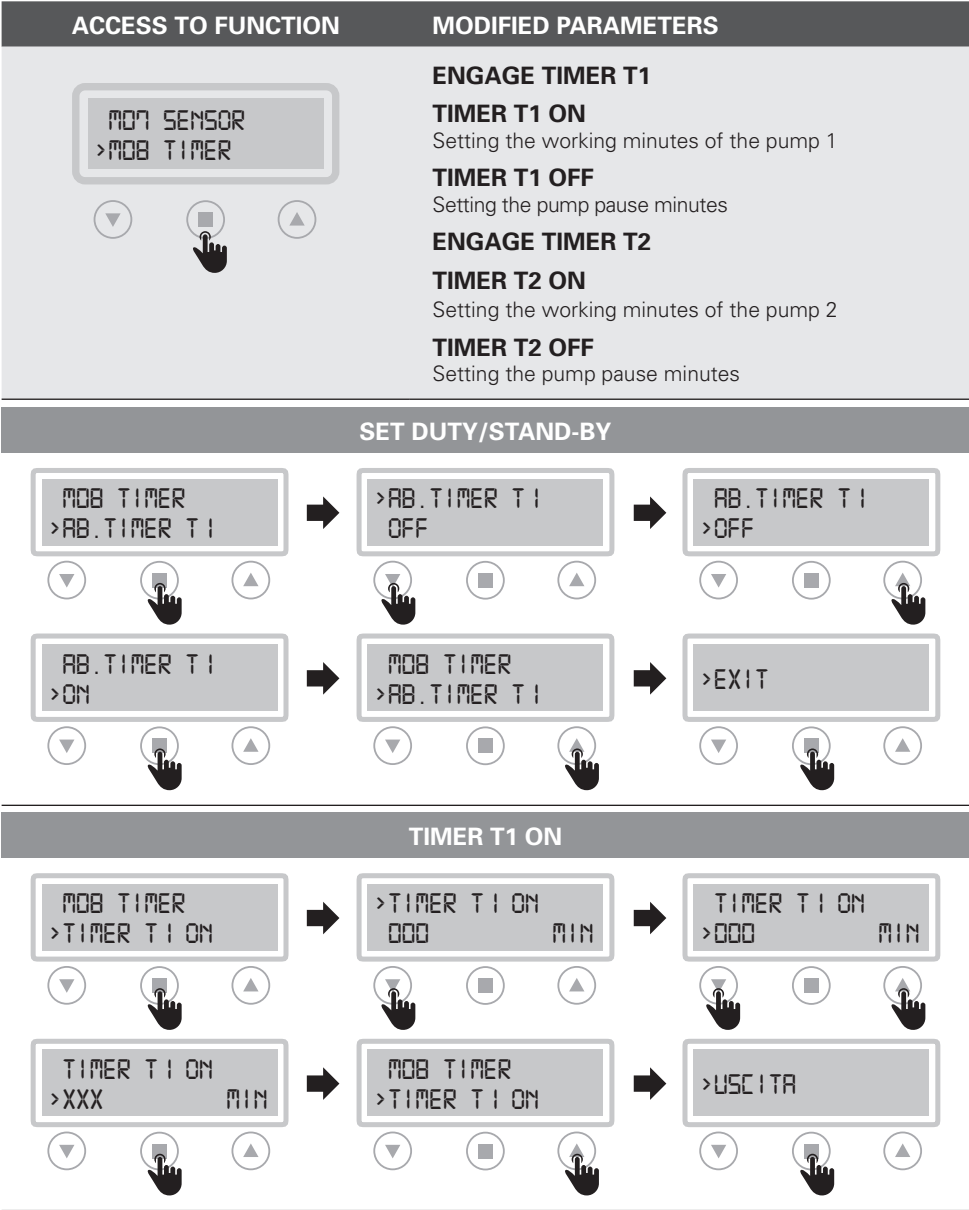 ACCESS TO FUNCTION
MODIFIED PARAMETERS
M07 SENSOR
>M08 TIMER
ENGAGE TIMER T1
TIMER T1 ON
Setting the working minutes of the pump 1
TIMER T1 OFF
Setting the pump pause minutes
ENGAGE TIMER T2
TIMER T2 ON
Setting the working minutes of the pump 2
TIMER T2 OFF
Setting the pump pause minutes
SET DUTY/STAND-BY
M08 TIMER
>AB.TIMER T1
>AB.TIMER T1
OFF
AB.TIMER T1
>OFF
AB.TIMER T1
>ON
M08 TIMER
>AB.TIMER T1
>EXIT
TIMER T1 ON
M08 TIMER
>TIMER T1 ON
>TIMER T1 ON
000 MIN
TIMER T1 ON
>000 MIN
TIMER T1 ON
>XXX MIN
M08 TIMER
>TIMER T1 ON
>USCITA